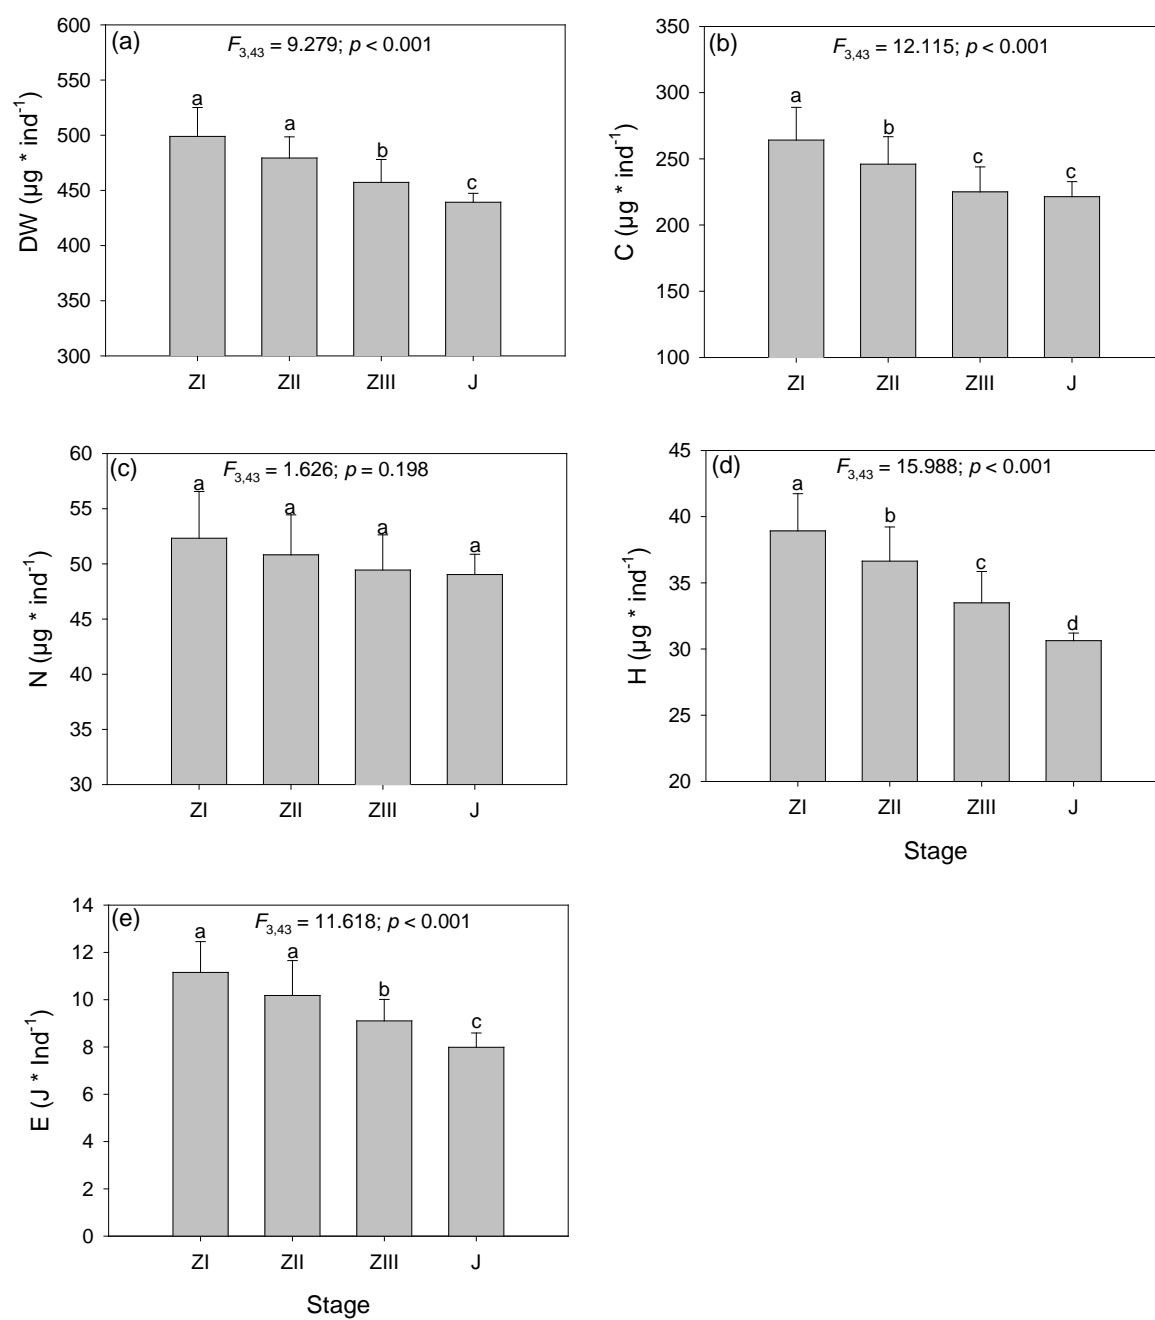 (a)
F3,43 = 9.279; p < 0.001
DW (µg * ind-1)
600
550
500
450
400
350
300
a
a
b
c
ZI ZII ZIII J
(b)
F3,43 = 12.115; p < 0.001
C (µg * ind-1)
350
300
250
200
150
100
a
b
c
c
ZI ZII ZIII J
(c)
F3,43 = 1.626; p = 0.198
N (µg * ind-1)
60
55
50
45
40
35
30
a
a
a
a
ZI ZII ZIII J
(d)
F3,43 = 15.988; p < 0.001
H (µg * ind-1)
45
40
35
30
25
20
a
b
c
d
ZI ZII ZIII J
Stage
(e)
F3,43 = 11.618; p < 0.001
E (J * Ind-1)
14
12
10
8
6
4
2
0
a
a
b
c
ZI ZII ZIII J
Stage